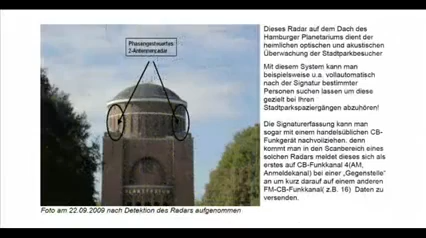 Phasengesteuertes
2-Antennenradar
PLANETARIUM
Foto am 22.09.2009 nach Detektion des Radars aufgenommen
Dieses Radar auf dem Dach des
Hamburger Planetariums dient der
heimlichen optischen und akustischen
Überwachung der Stadtparkbesucher
Mit diesem System kann man
beispielsweise u.a. vollautomatisch
nach der Signatur bestimmter
Personen suchen lassen um diese
gezielt bei Ihren
Stadtparkspaziergängen abzuhören!
Die Signaturerfassung kann man
sogar mit einem handelsüblichen CB-
Funkgerät nachvolziehen. denn
kommt man in den Scanbereich eines
solchen Radars meldet dieses sich als
erstes auf CB-Funkkanal 4(AM,
Anmeldekanal) bei einer „Gegenstelle"
an um kurz darauf auf einem anderen
FM-CB-Funkkanal( z.B. 16) Daten zu
versenden.